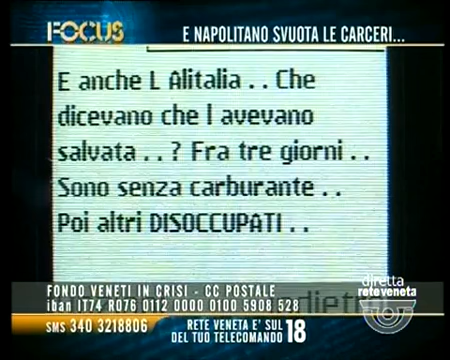 FOCUS
E NAPOLITANO SVUOTA LE CARCERI...
E anche L Alitalia . . Che
dicevano che l avevano
salvata . . ? Fra tre giorni . .
Sono senza carburante . .
Poi altri DISOCCUPATI . .
diretta
reteveneta
FONDO VENETI IN CRISI - CC POSTALE
iban IT74 R076 0112 0000 0100 5908 528
SMS 340 3218806
RETE VENETA E' SUL 18
DEL TUO TELECOMANDO